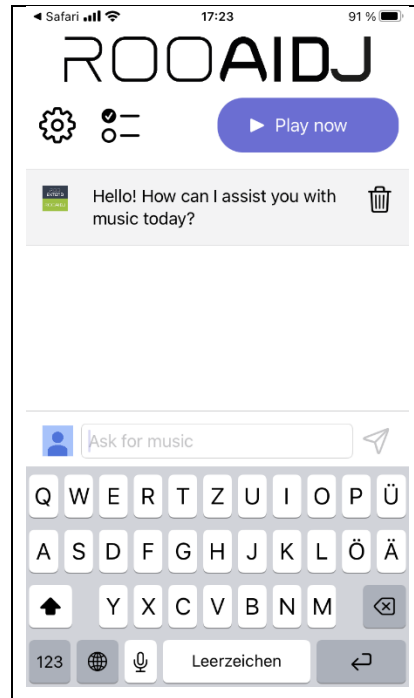 ◀ Safari 17:23 91 %
ROOAIDJ
Play now
Hello! How can I assist you with
music today?
Ask for music
Q W E R T Z U I O P Ü
A S D F G H J K L Ö Ä
Y X C V B N M
123 Leerzeichen